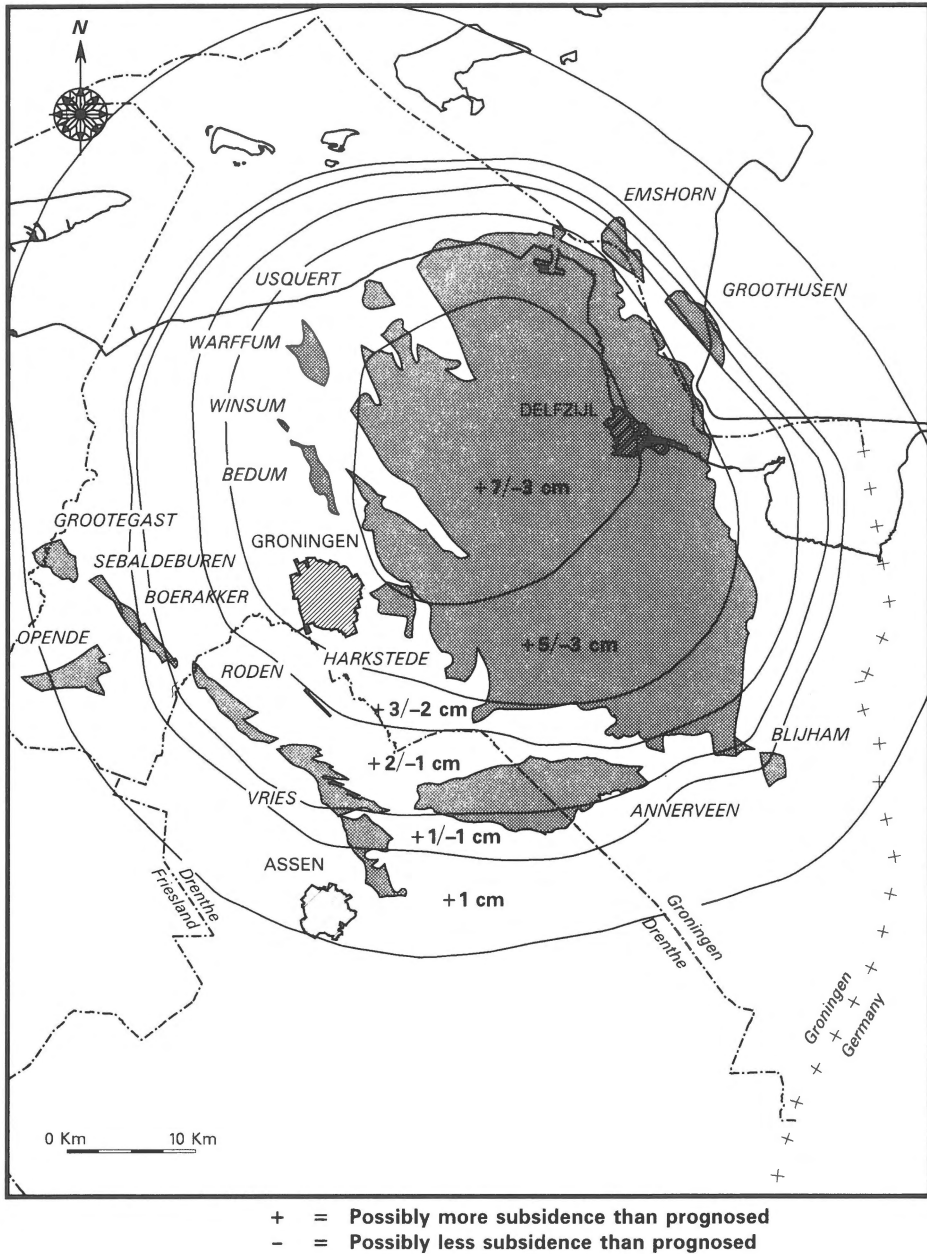 N
EMSHORN
USQUERT
GROOTHUSEN
WARFFUM
WINSUM
DELFZIJL
BEDUM
+7/-3 cm
GROOTEGAST
GRONINGEN
SEBALDEBUREN
BOERAKKER
OPENDE
HARKSTEDE
+5/-3 cm
RODEN
+3/-2 cm
BLIJHAM
+2/-1 cm
VRIES
ANNERVEEN
+1/-1 cm
ASSEN
+1 cm
Drenthe
Friesland
Groningen
Drenthe
Groningen
Germany
0 Km 10 Km
+ = Possibly more subsidence than prognosed
- = Possibly less subsidence than prognosed